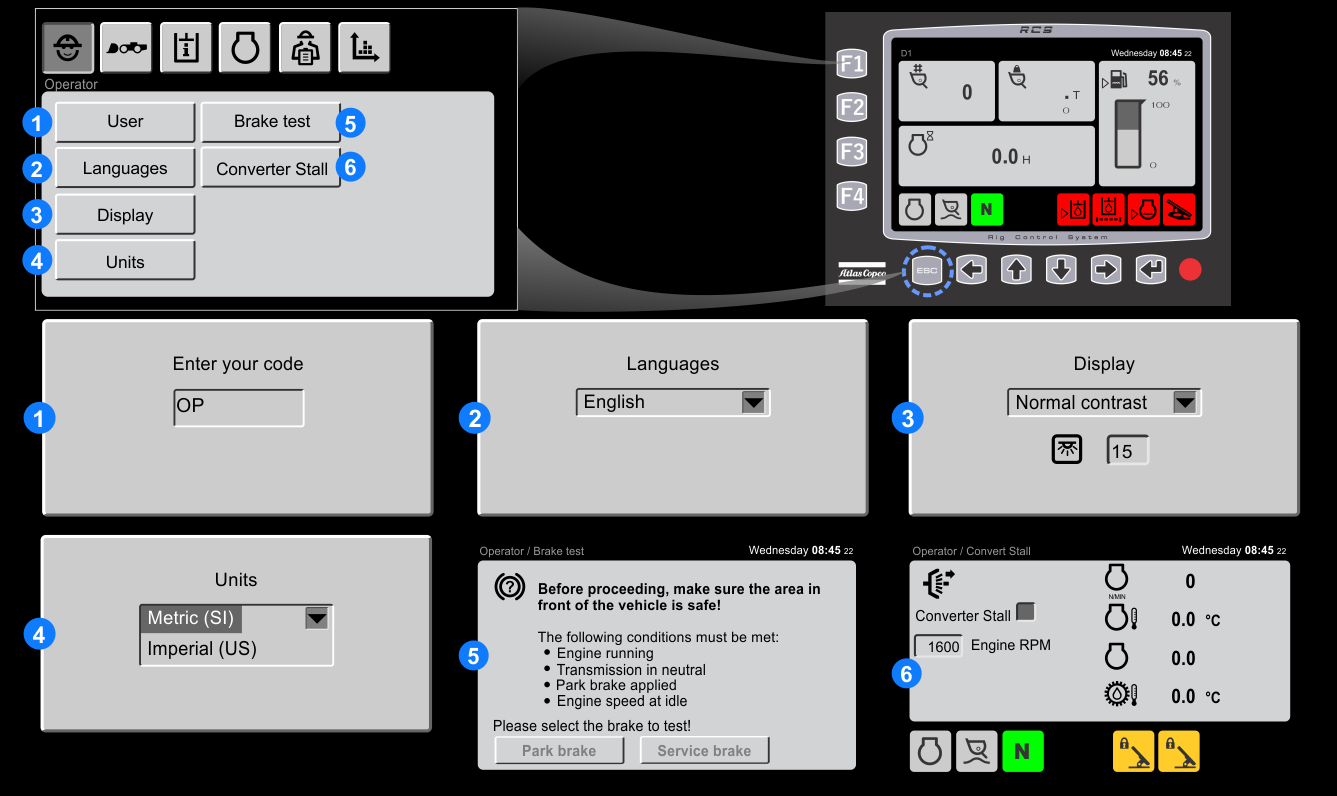 Operator
1
User
Brake test
5
2
Languages
Converter Stall
6
3
Display
4
Units
RCS
F1
F2
F3
F4
D1
Wednesday 08:45 22
0
. T
O
56 %
100
O
0.0 H
N
Rig Control System
Atlas Copco
ESC
Enter your code
OP
1
Languages
English
2
Display
Normal contrast
15
3
Units
Metric (SI)
Imperial (US)
4
Operator / Brake test
Wednesday 08:45 22
Before proceeding, make sure the area in
front of the vehicle is safe!
The following conditions must be met:
• Engine running
• Transmission in neutral
• Park brake applied
• Engine speed at idle
Please select the brake to test!
Park brake
Service brake
5
Operator / Convert Stall
Wednesday 08:45 22
Converter Stall
1600 Engine RPM
N/MIN
0
0.0 °C
0.0
0.0 °C
6
N